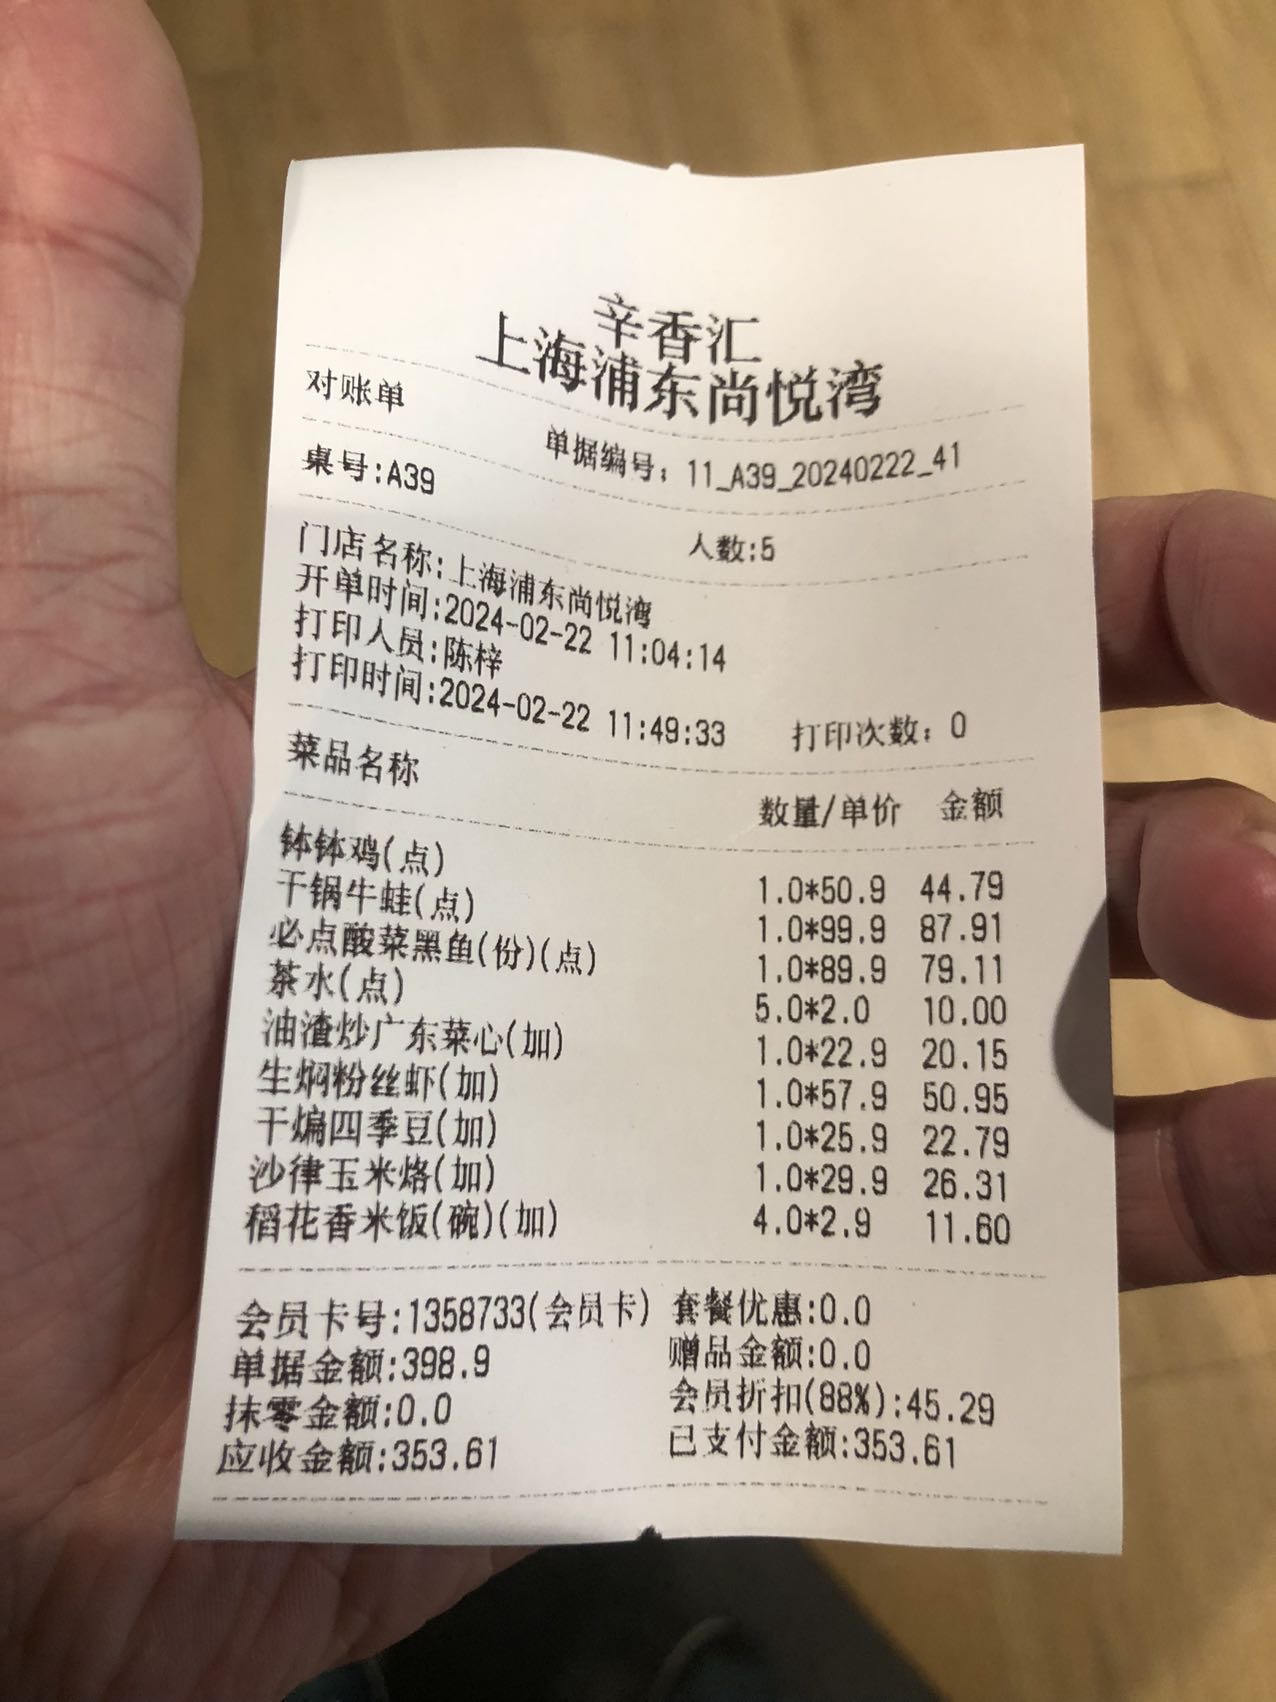 辛香汇
上海浦东尚悦湾
对账单
单据编号: 11_A39_20240222_41
桌号:A39
人数:5
门店名称:上海浦东尚悦湾
开单时间:2024-02-22 11:04:14
打印人员:陈梓
打印时间:2024-02-22 11:49:33 打印次数: 0
菜品名称 数量/单价 金额
钵钵鸡(点) 1.0*50.9 44.79
干锅牛蛙(点) 1.0*99.9 87.91
必点酸菜黑鱼(份)(点) 1.0*89.9 79.11
茶水(点) 5.0*2.0 10.00
油渣炒广东菜心(加) 1.0*22.9 20.15
生焖粉丝虾(加) 1.0*57.9 50.95
干煸四季豆(加) 1.0*25.9 22.79
沙律玉米烙(加) 1.0*29.9 26.31
稻花香米饭(碗)(加) 4.0*2.9 11.60
会员卡号:1358733(会员卡) 套餐优惠:0.0
单据金额:398.9 赠品金额:0.0
抹零金额:0.0 会员折扣(88%):45.29
应收金额:353.61 已支付金额:353.61